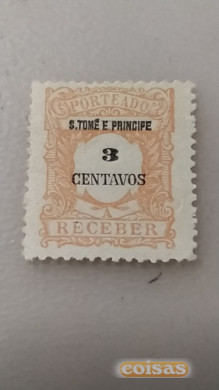 PORTEADO
S. TOMÉ E PRINCIPE
3
CENTAVOS
A RECEBER
coisas